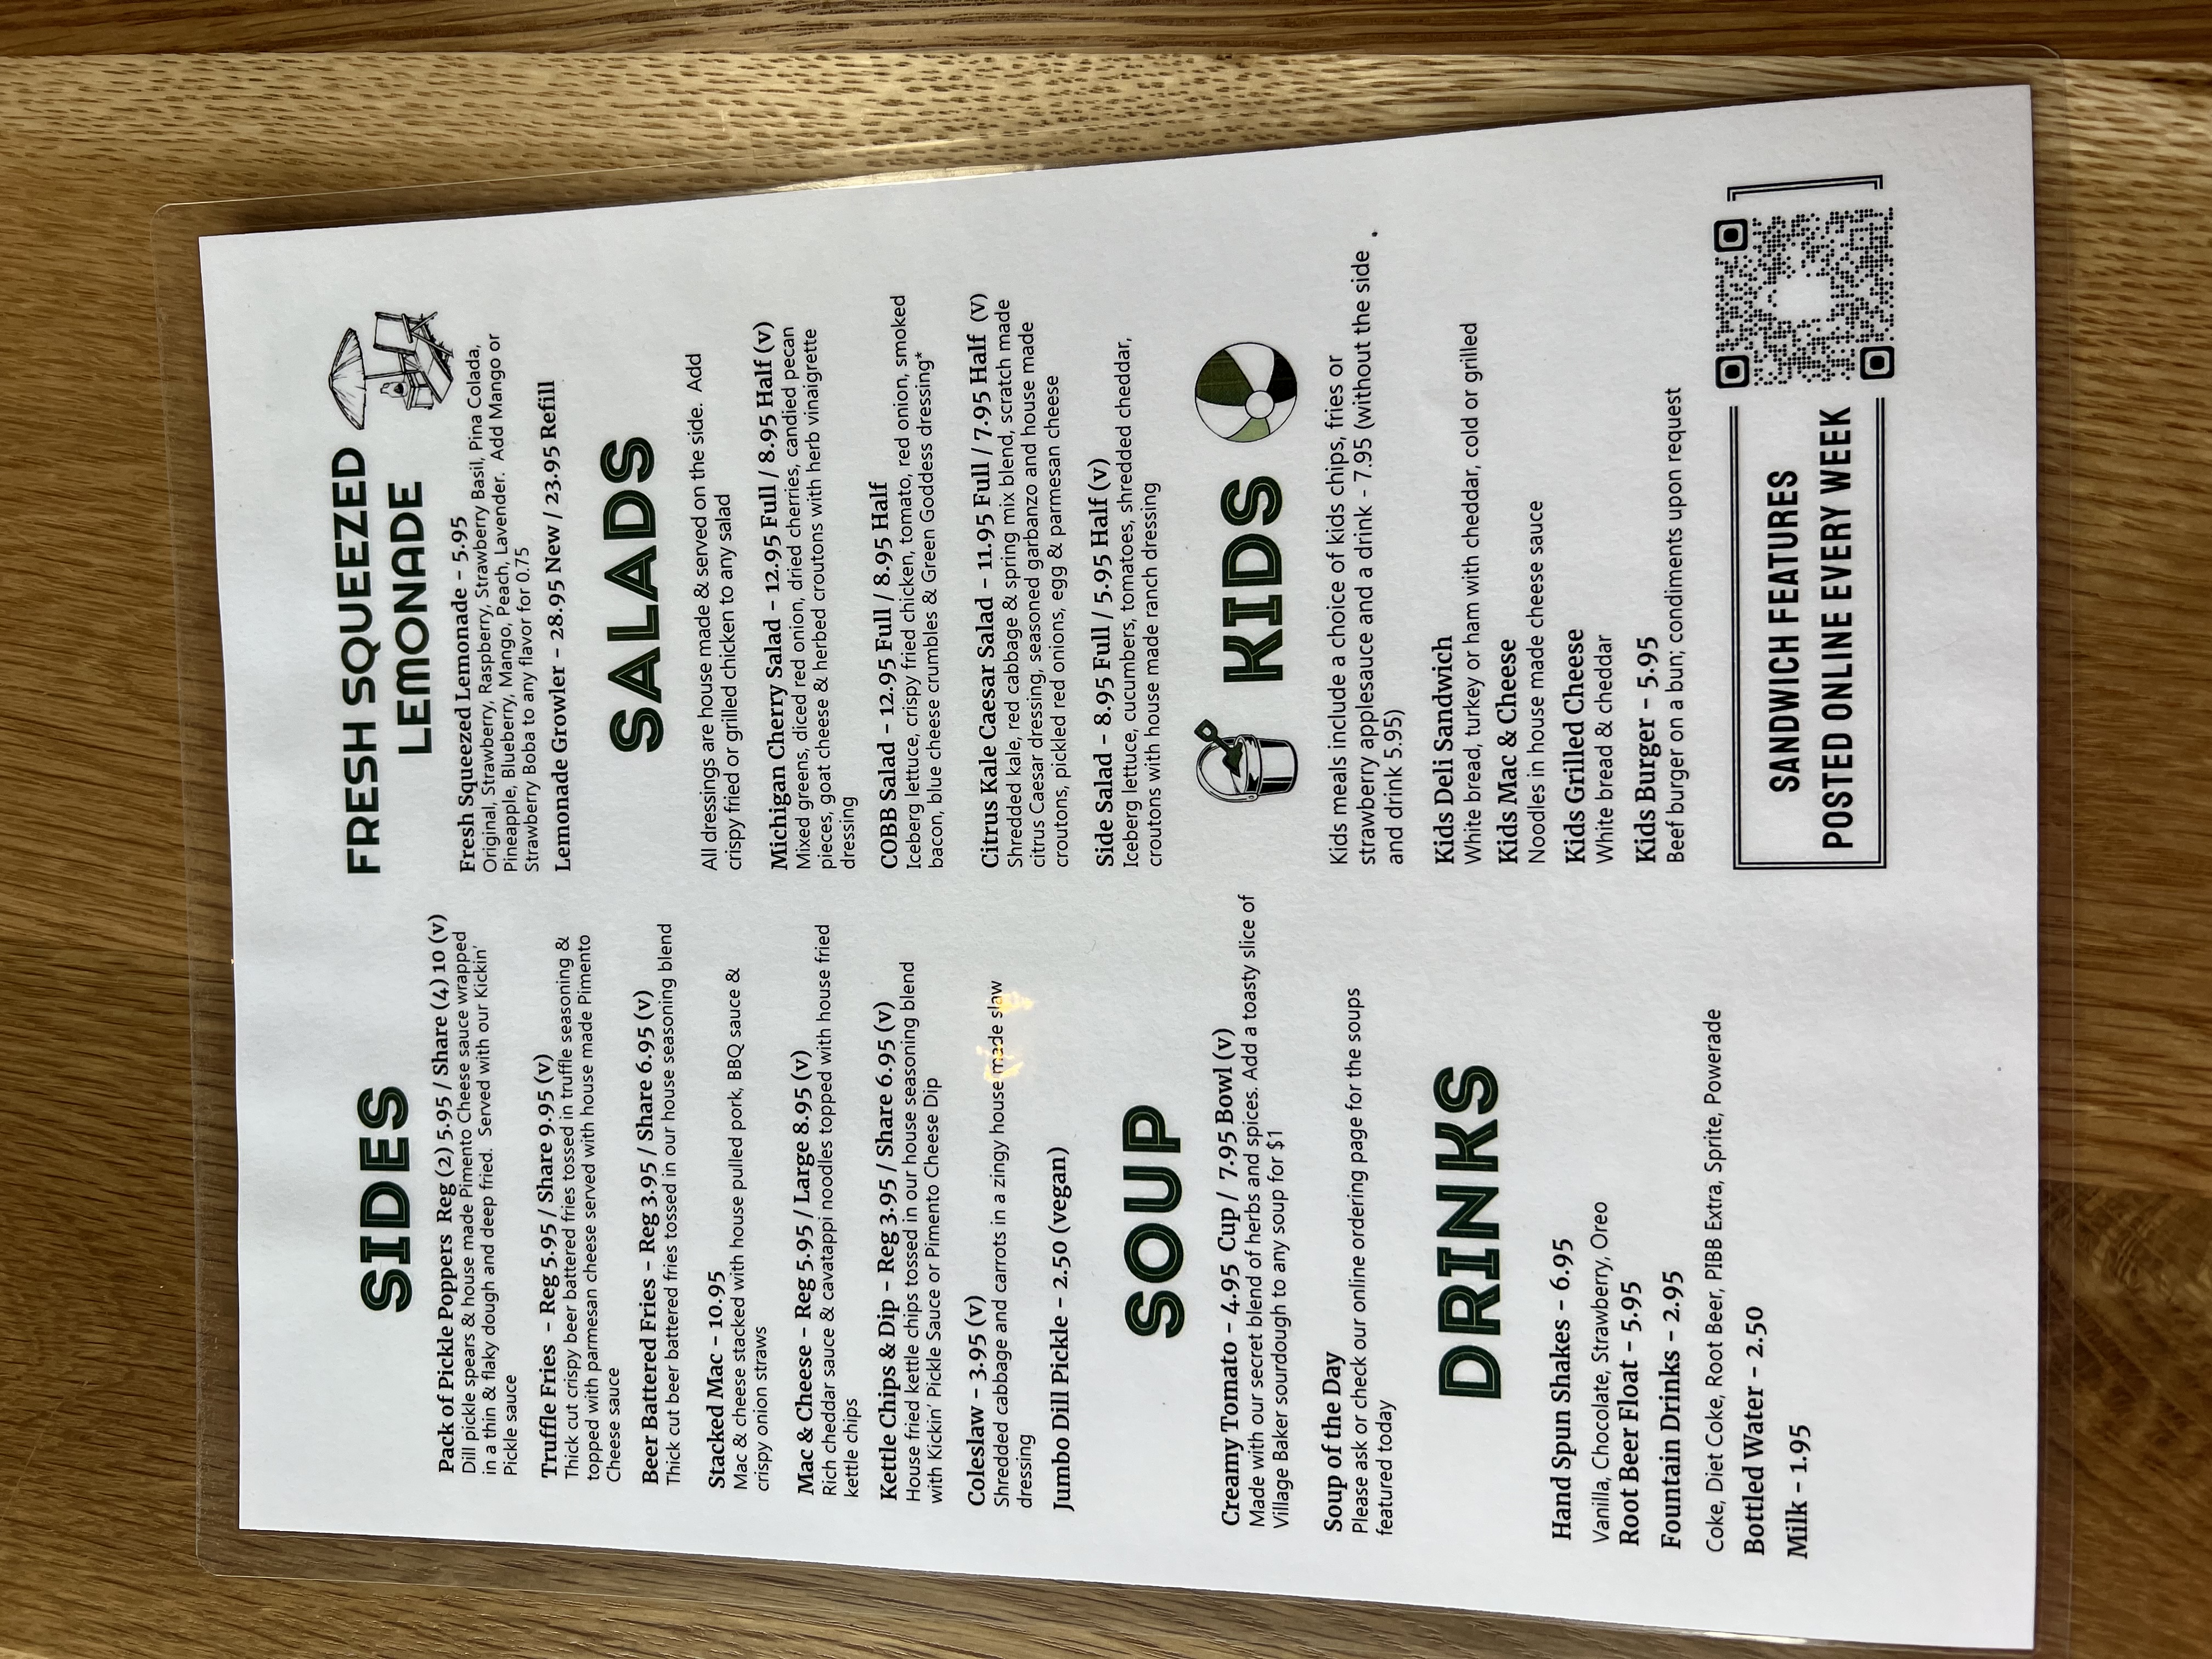 SIDES
Pack of Pickle Poppers Reg (2) 5.95 / Share (4) 10 (v)
Dill pickle spears & house made Pimento Cheese sauce wrapped
in a thin & flaky dough and deep fried. Served with our Kickin'
Pickle sauce
Truffle Fries - Reg 5.95 / Share 9.95 (v)
Thick cut crispy beer battered fries tossed in truffle seasoning &
topped with parmesan cheese served with house made Pimento
Cheese sauce
Beer Battered Fries - Reg 3.95 / Share 6.95 (v)
Thick cut beer battered fries tossed in our house seasoning blend
Stacked Mac - 10.95
Mac & cheese stacked with house pulled pork, BBQ sauce &
crispy onion straws
Mac & Cheese - Reg 5.95 / Large 8.95 (v)
Rich cheddar sauce & cavatappi noodles topped with house fried
kettle chips
Kettle Chips & Dip - Reg 3.95 / Share 6.95 (v)
House fried kettle chips tossed in our house seasoning blend
with Kickin' Pickle Sauce or Pimento Cheese Dip
Coleslaw - 3.95 (v)
Shredded cabbage and carrots in a zingy house made slaw
dressing
Jumbo Dill Pickle - 2.50 (vegan)
SOUP
Creamy Tomato - 4.95 Cup / 7.95 Bowl (v)
Made with our secret blend of herbs and spices. Add a toasty slice of
Village Baker sourdough to any soup for $1
Soup of the Day
Please ask or check our online ordering page for the soups
featured today
DRINKS
Hand Spun Shakes - 6.95
Vanilla, Chocolate, Strawberry, Oreo
Root Beer Float - 5.95
Fountain Drinks - 2.95
Coke, Diet Coke, Root Beer, PIBB Extra, Sprite, Powerade
Bottled Water - 2.50
Milk - 1.95
FRESH SQUEEZED
LEMONADE
Fresh Squeezed Lemonade - 5.95
Original, Strawberry, Raspberry, Strawberry Basil, Pina Colada,
Pineapple, Blueberry, Mango, Peach, Lavender. Add Mango or
Strawberry Boba to any flavor for 0.75
Lemonade Growler - 28.95 New / 23.95 Refill
SALADS
All dressings are house made & served on the side. Add
crispy fried or grilled chicken to any salad
Michigan Cherry Salad - 12.95 Full / 8.95 Half (v)
Mixed greens, diced red onion, dried cherries, candied pecan
pieces, goat cheese & herbed croutons with herb vinaigrette
dressing
COBB Salad - 12.95 Full / 8.95 Half
Iceberg lettuce, crispy fried chicken, tomato, red onion, smoked
bacon, blue cheese crumbles & Green Goddess dressing*
Citrus Kale Caesar Salad - 11.95 Full / 7.95 Half (v)
Shredded kale, red cabbage & spring mix blend, scratch made
citrus Caesar dressing, seasoned garbanzo and house made
croutons, pickled red onions, egg & parmesan cheese
Side Salad - 8.95 Full / 5.95 Half (v)
Iceberg lettuce, cucumbers, tomatoes, shredded cheddar,
croutons with house made ranch dressing
KIDS
Kids meals include a choice of kids chips, fries or
strawberry applesauce and a drink - 7.95 (without the side
and drink 5.95)
Kids Deli Sandwich
White bread, turkey or ham with cheddar, cold or grilled
Kids Mac & Cheese
Noodles in house made cheese sauce
Kids Grilled Cheese
White bread & cheddar
Kids Burger - 5.95
Beef burger on a bun; condiments upon request
SANDWICH FEATURES
POSTED ONLINE EVERY WEEK